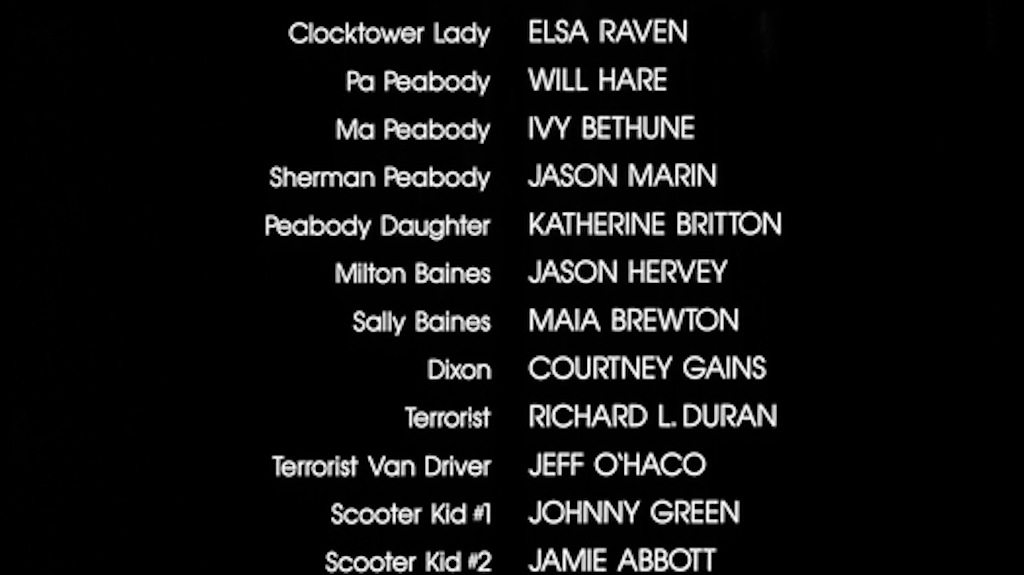 Clocktower Lady ELSA RAVEN
Pa Peabody WILL HARE
Ma Peabody IVY BETHUNE
Sherman Peabody JASON MARIN
Peabody Daughter KATHERINE BRITTON
Milton Baines JASON HERVEY
Sally Baines MAIA BREWTON
Dixon COURTNEY GAINS
Terrorist RICHARD L. DURAN
Terrorist Van Driver JEFF O'HACO
Scooter Kid #1 JOHNNY GREEN
Scooter Kid #2 JAMIE ABBOTT